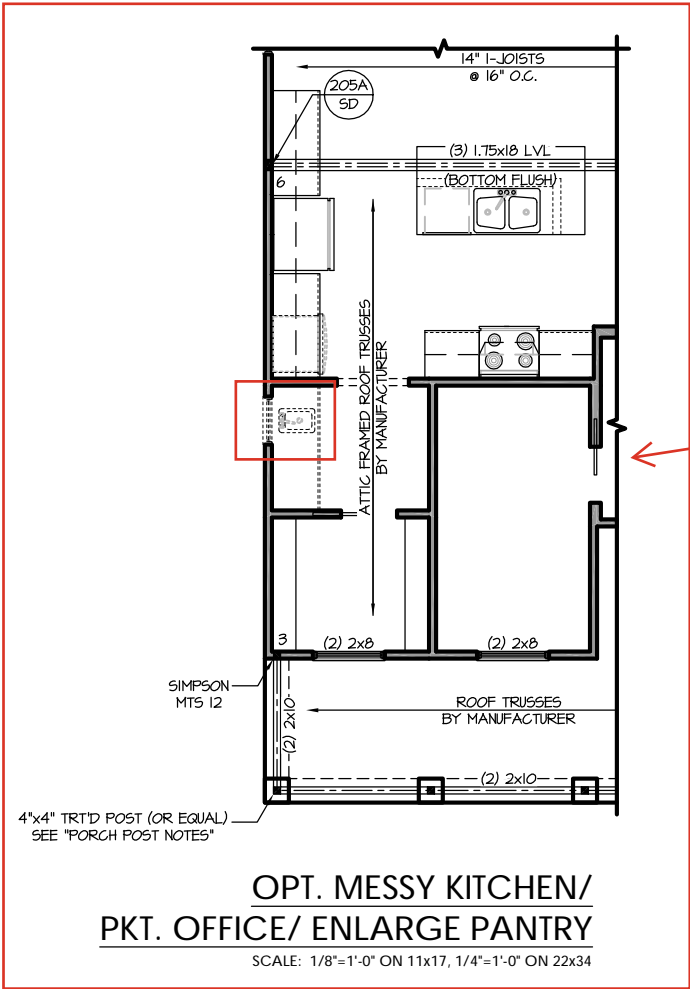 14" I-JOISTS
@ 16" O.C.
205A
SD
(3) 1.75x18 LVL
(BOTTOM FLUSH)
6
ATTIC FRAMED ROOF TRUSSES
BY MANUFACTURER
3
(2) 2x8
(2) 2x8
SIMPSON
MTS 12
(2) 2x10
ROOF TRUSSES
BY MANUFACTURER
(2) 2x10
4"x4" TRT'D POST (OR EQUAL)
SEE "PORCH POST NOTES"
OPT. MESSY KITCHEN/
PKT. OFFICE/ ENLARGE PANTRY
SCALE: 1/8"=1'-0" ON 11x17, 1/4"=1'-0" ON 22x34